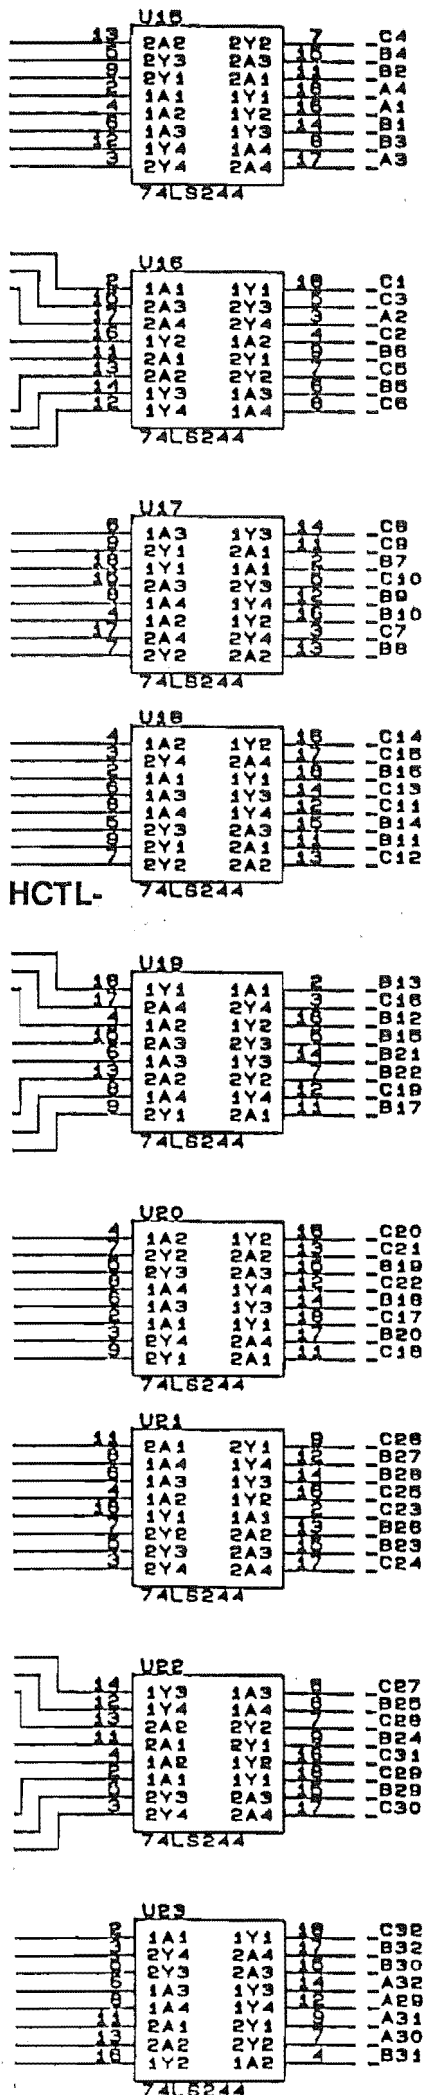 U15
13 2A2 2Y2 7 C4
5 2Y3 2A3 15 B4
9 2Y1 2A1 11 B2
2 1A1 1Y1 18 A4
4 1A2 1Y2 16 A1
6 1A3 1Y3 14 B1
12 1Y4 1A4 8 B3
3 2Y4 2A4 17 A3
74LS244
U16
2 1A1 1Y1 18 C1
15 2A3 2Y3 5 C3
17 2A4 2Y4 3 A2
16 1Y2 1A2 4 C2
11 2A1 2Y1 9 B6
13 2A2 2Y2 7 C5
14 1Y3 1A3 6 B5
12 1Y4 1A4 8 C6
74LS244
U17
6 1A3 1Y3 14 C8
9 2Y1 2A1 11 C9
18 1Y1 1A1 2 B7
15 2A3 2Y3 5 C10
8 1A4 1Y4 12 B9
4 1A2 1Y2 16 B10
17 2A4 2Y4 3 C7
7 2Y2 2A2 13 B8
74LS244
U18
4 1A2 1Y2 16 C14
3 2Y4 2A4 17 C15
2 1A1 1Y1 18 B15
6 1A3 1Y3 14 C13
8 1A4 1Y4 12 C11
5 2Y3 2A3 15 B14
9 2Y1 2A1 11 B11
7 2Y2 2A2 13 C12
74LS244
HCTL-
U19
18 1Y1 1A1 2 B13
17 2A4 2Y4 3 C16
4 1A2 1Y2 16 B12
15 2A3 2Y3 5 B16
6 1A3 1Y3 14 B21
13 2A2 2Y2 7 B22
8 1A4 1Y4 12 C19
9 2Y1 2A1 11 B17
74LS244
U20
4 1A2 1Y2 16 C20
7 2Y2 2A2 13 C21
5 2Y3 2A3 15 B19
8 1A4 1Y4 12 C22
6 1A3 1Y3 14 B18
2 1A1 1Y1 18 C17
3 2Y4 2A4 17 B20
9 2Y1 2A1 11 C18
74LS244
U21
11 2A1 2Y1 9 C26
8 1A4 1Y4 12 B27
6 1A3 1Y3 14 B28
4 1A2 1Y2 16 C25
18 1Y1 1A1 2 C23
7 2Y2 2A2 13 B26
5 2Y3 2A3 15 B23
3 2Y4 2A4 17 C24
74LS244
U22
14 1Y3 1A3 6 C27
12 1Y4 1A4 8 B25
13 2A2 2Y2 7 C28
11 2A1 2Y1 9 B24
4 1A2 1Y2 16 C31
2 1A1 1Y1 18 C29
5 2Y3 2A3 15 B29
3 2Y4 2A4 17 C30
74LS244
U23
2 1A1 1Y1 18 C32
3 2Y4 2A4 17 B32
5 2Y3 2A3 15 B30
6 1A3 1Y3 14 A32
8 1A4 1Y4 12 A29
11 2A1 2Y1 9 A31
13 2A2 2Y2 7 A30
16 1Y2 1A2 4 B31
74LS244